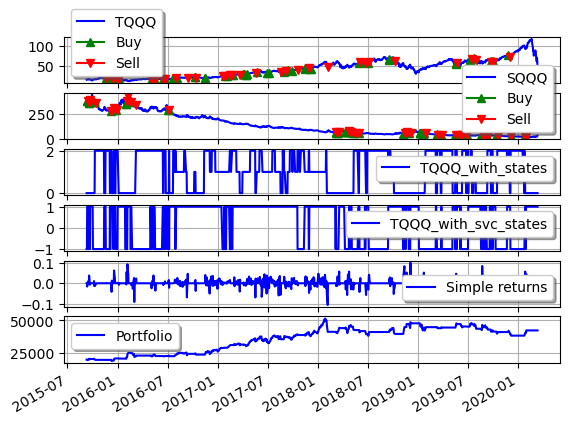 TQQQ
Buy
Sell
100
50
SQQQ
Buy
Sell
250
0
2
0
TQQQ_with_states
1
0
−1
TQQQ_with_svc_states
0.1
0.0
−0.1
Simple returns
50000
25000
Portfolio
2015-07
2016-01
2016-07
2017-01
2017-07
2018-01
2018-07
2019-01
2019-07
2020-01